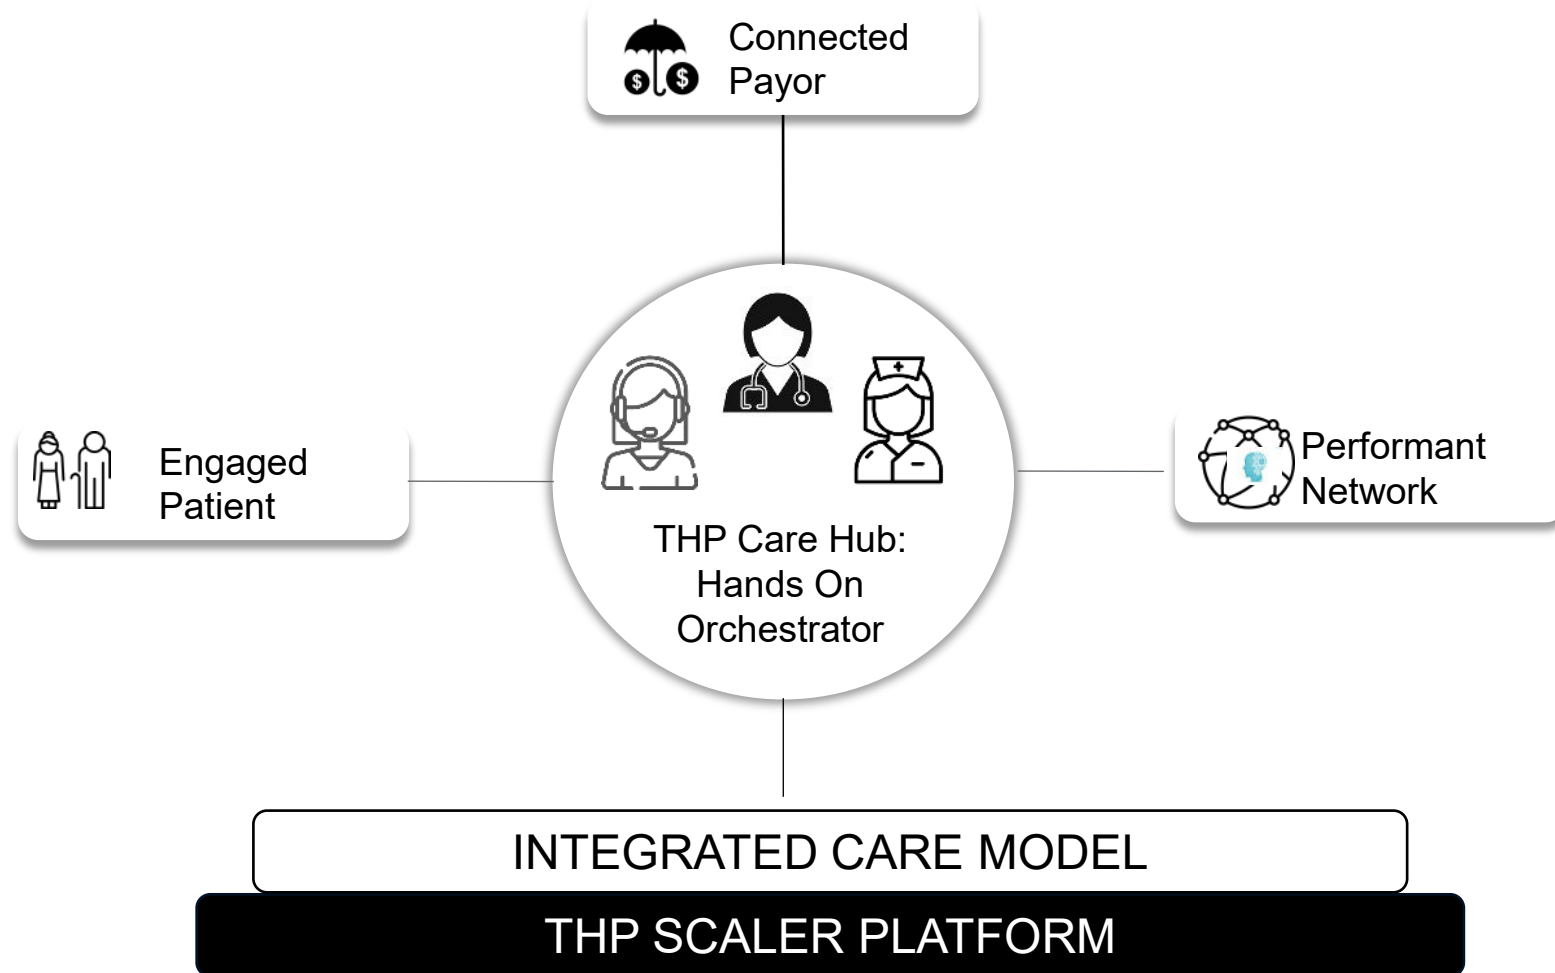 Connected
Payor
$
$
Engaged
Patient
Performant
Network
THP Care Hub:
Hands On
Orchestrator
INTEGRATED CARE MODEL
THP SCALER PLATFORM